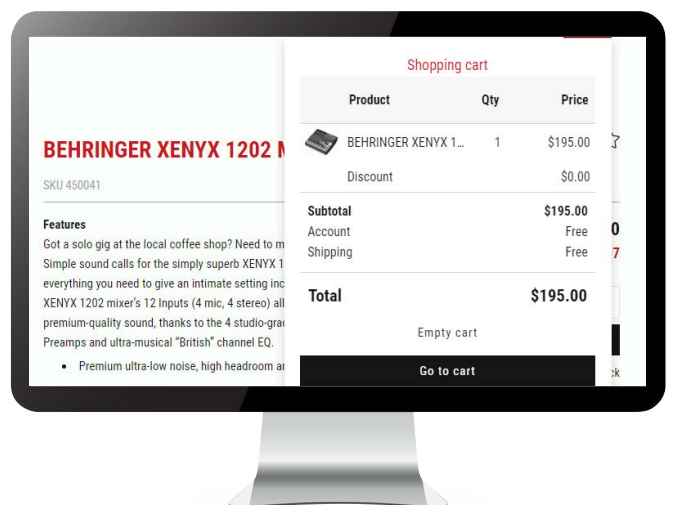 Shopping cart
Product Qty Price
BEHRINGER XENYX 1... 1 $195.00
Discount $0.00
Subtotal $195.00
Account Free
Shipping Free
Total $195.00
Empty cart
Go to cart
BEHRINGER XENYX 1202
SKU 450041
Features
Got a solo gig at the local coffee shop? Need to m
Simple sound calls for the simply superb XENYX 1
everything you need to give an intimate setting inc
XENYX 1202 mixer's 12 Inputs (4 mic, 4 stereo) all
premium-quality sound, thanks to the 4 studio-grad
Preamps and ultra-musical “British” channel EQ.
• Premium ultra-low noise, high headroom a
0
7
ck